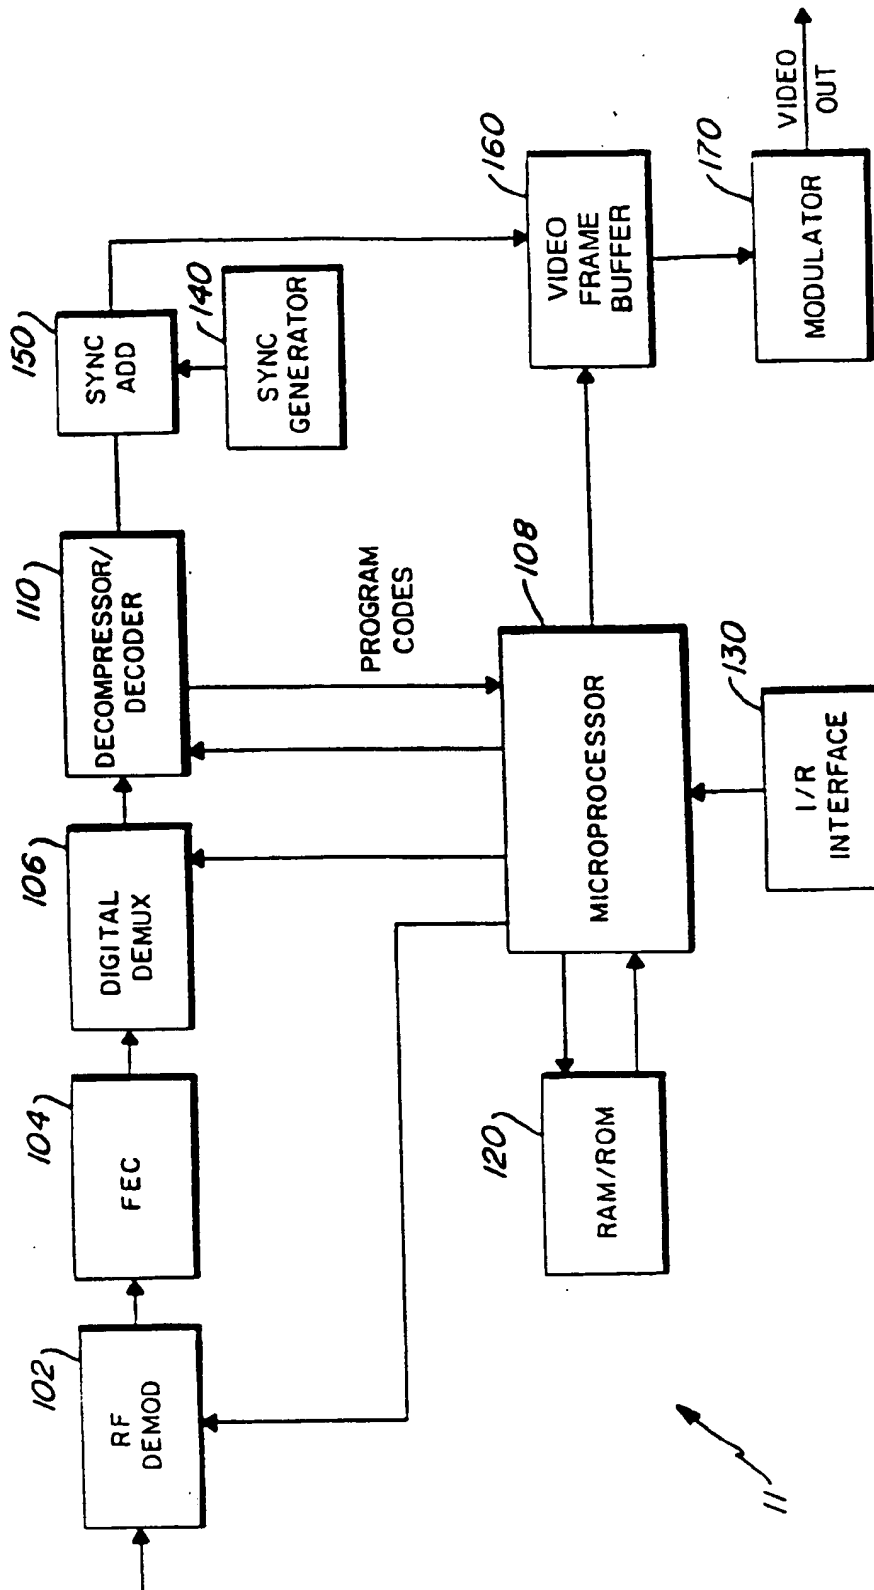 102
RF
DEMOD
104
FEC
106
DIGITAL
DEMUX
110
DECOMPRESSOR/
DECODER
150
SYNC
ADD
140
SYNC
GENERATOR
PROGRAM
CODES
120
RAM/ROM
108
MICROPROCESSOR
160
VIDEO
FRAME
BUFFER
130
I/R
INTERFACE
170
MODULATOR
VIDEO
OUT
11